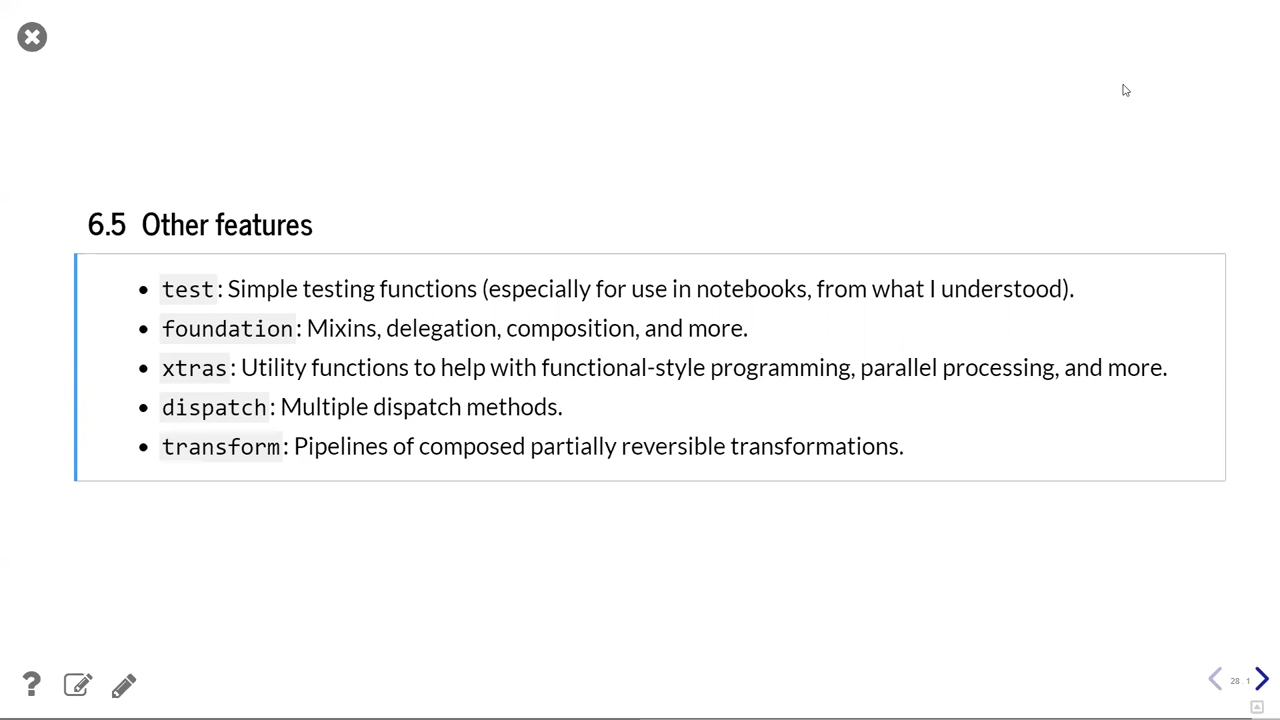 6.5 Other features
• test: Simple testing functions (especially for use in notebooks, from what I understood).
• foundation: Mixins, delegation, composition, and more.
• xtras: Utility functions to help with functional-style programming, parallel processing, and more.
• dispatch: Multiple dispatch methods.
• transform: Pipelines of composed partially reversible transformations.
28.1